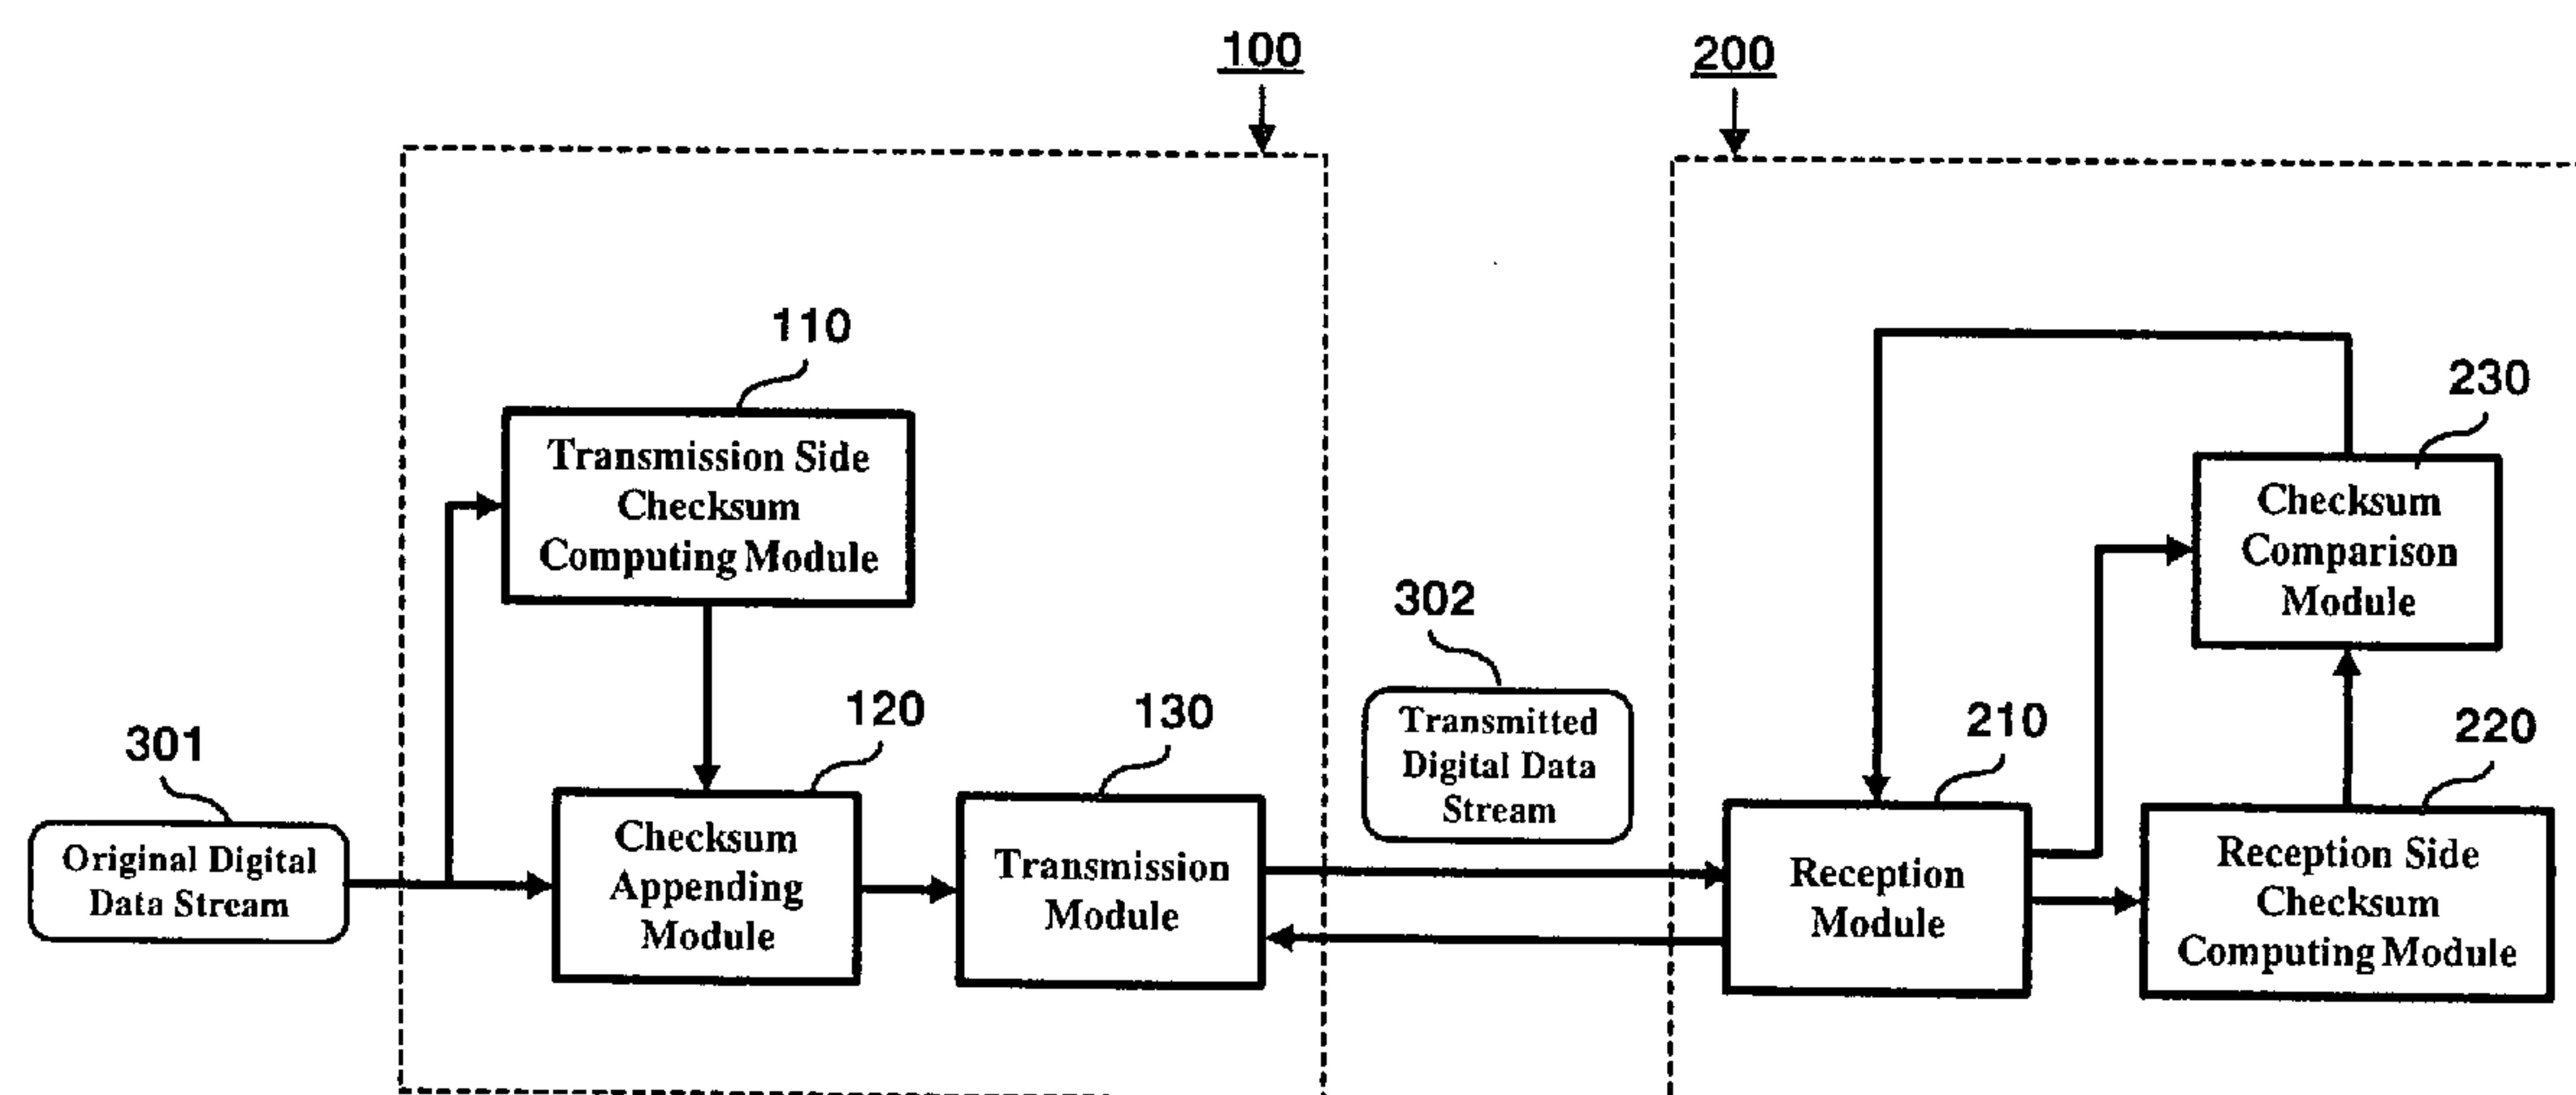 100
200
110
Transmission Side
Checksum
Computing Module
230
Checksum
Comparison
Module
301
Original Digital
Data Stream
120
Checksum
Appending
Module
130
Transmission
Module
302
Transmitted
Digital Data
Stream
210
Reception
Module
220
Reception Side
Checksum
Computing Module